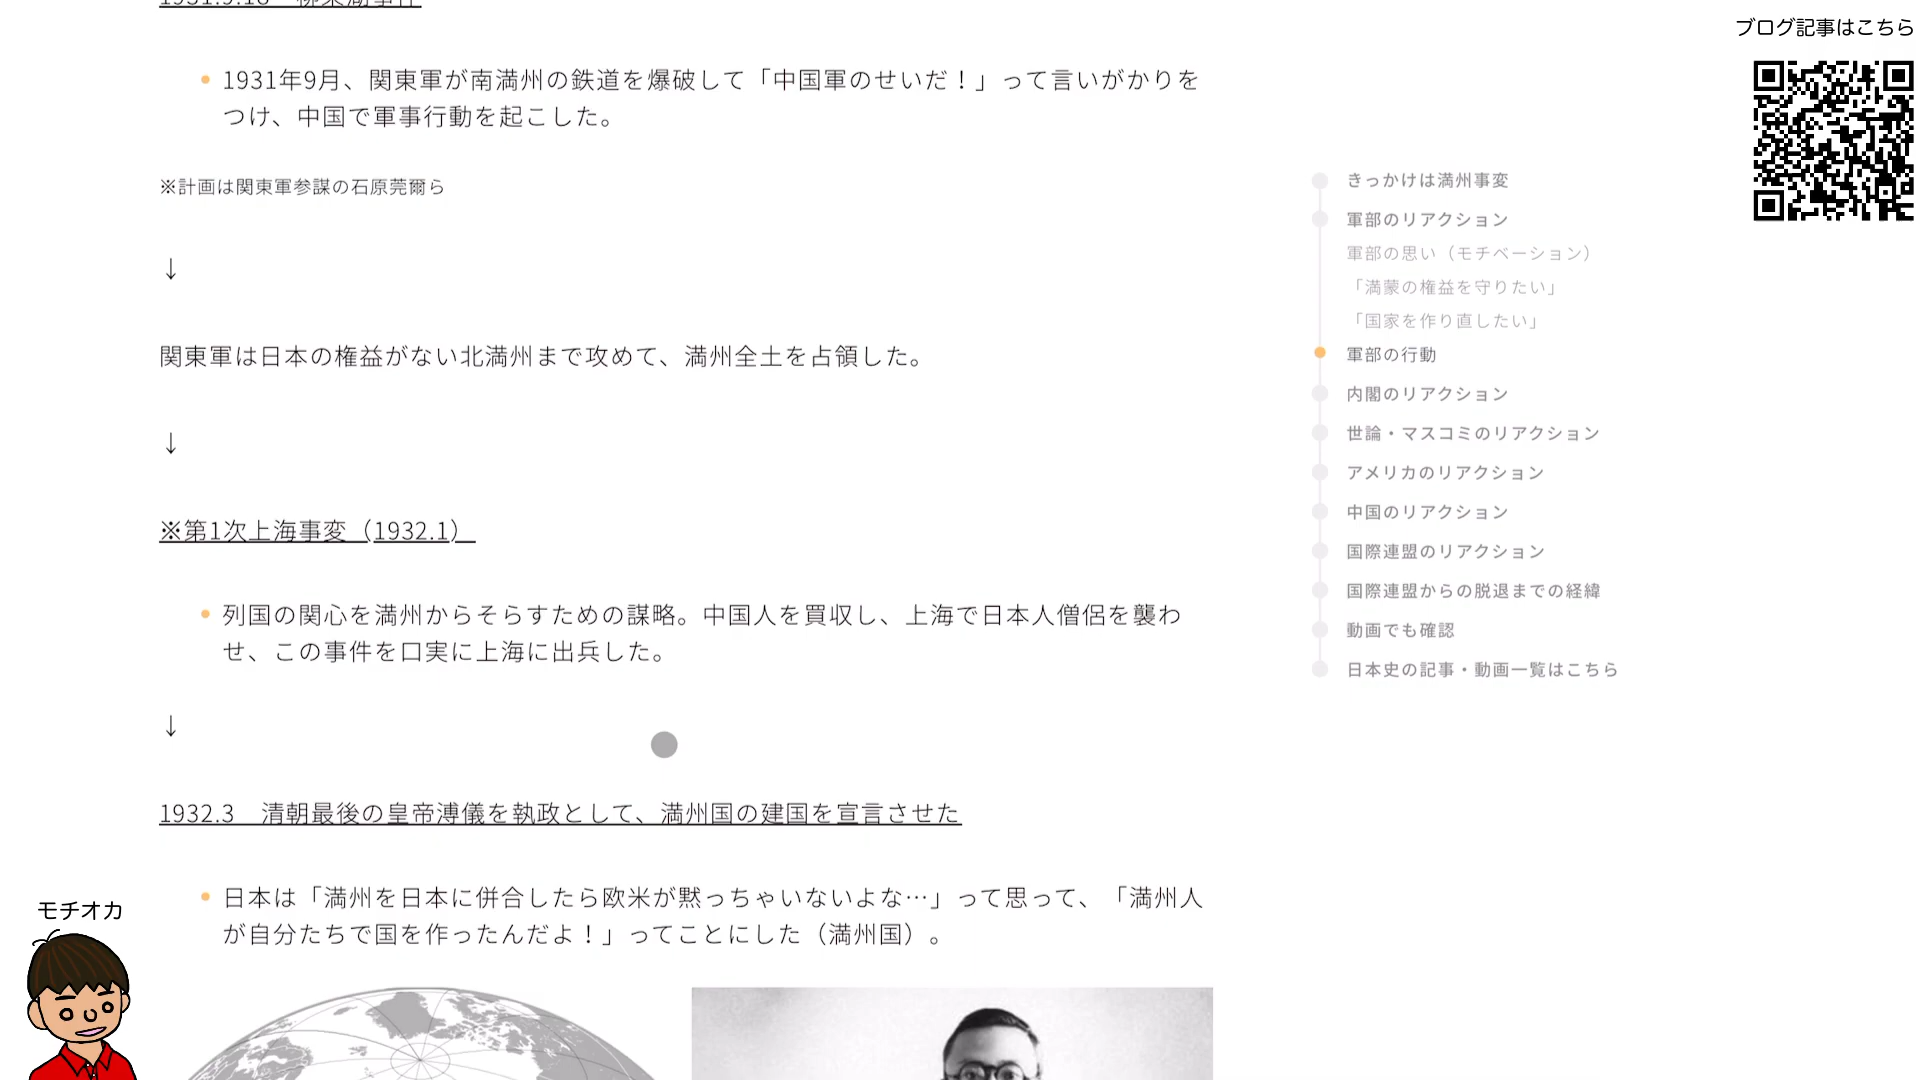 1931.9.18　柳条湖事件
1931年9月、関東軍が南満州の鉄道を爆破して「中国軍のせいだ！」って言いがかりを
つけ、中国で軍事行動を起こした。
※計画は関東軍参謀の石原莞爾ら
↓
関東軍は日本の権益がない北満州まで攻めて、満州全土を占領した。
↓
※第1次上海事変（1932.1）
列国の関心を満州からそらすための謀略。中国人を買収し、上海で日本人僧侶を襲わ
せ、この事件を口実に上海に出兵した。
↓
1932.3　清朝最後の皇帝溥儀を執政として、満州国の建国を宣言させた
日本は「満州を日本に併合したら欧米が黙っちゃいないよな…」って思って、「満州人
が自分たちで国を作ったんだよ！」ってことにした（満州国）。
モチオカ
きっかけは満州事変
軍部のリアクション
軍部の思い（モチベーション）
「満蒙の権益を守りたい」
「国家を作り直したい」
軍部の行動
内閣のリアクション
世論・マスコミのリアクション
アメリカのリアクション
中国のリアクション
国際連盟のリアクション
国際連盟からの脱退までの経緯
動画でも確認
日本史の記事・動画一覧はこちら
ブログ記事はこちら